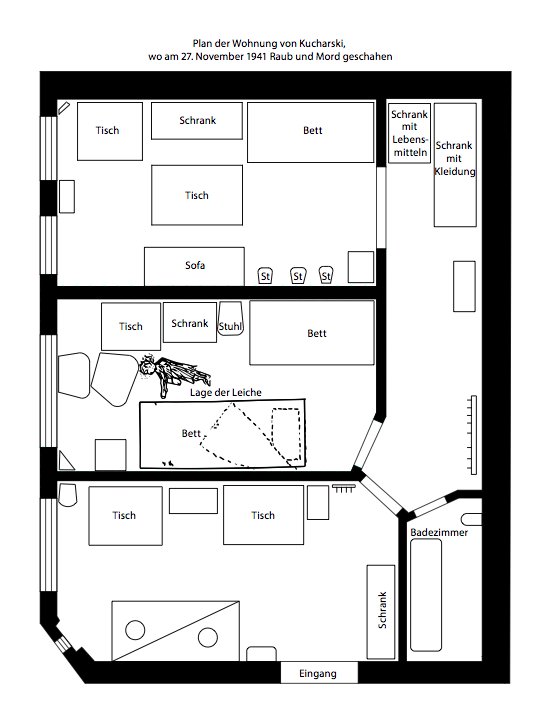 Plan der Wohnung von Kucharski,
wo am 27. November 1941 Raub und Mord geschahen
Tisch
Schrank
Bett
Schrank
mit
Lebens-
mitteln
Schrank
mit
Kleidung
Tisch
Sofa
St
St
St
Tisch
Schrank
Stuhl
Bett
Lage der Leiche
Bett
Tisch
Tisch
Badezimmer
Schrank
Eingang